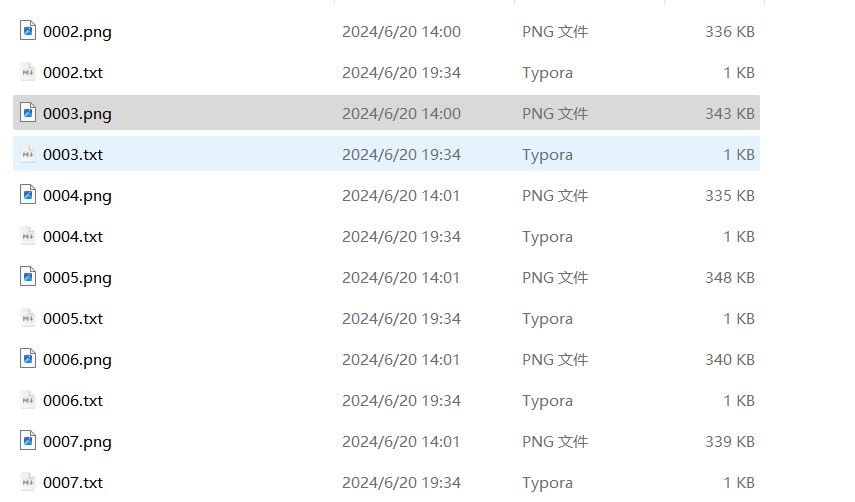 0002.png 2024/6/20 14:00 PNG 文件 336 KB
0002.txt 2024/6/20 19:34 Typora 1 KB
0003.png 2024/6/20 14:00 PNG 文件 343 KB
0003.txt 2024/6/20 19:34 Typora 1 KB
0004.png 2024/6/20 14:01 PNG 文件 335 KB
0004.txt 2024/6/20 19:34 Typora 1 KB
0005.png 2024/6/20 14:01 PNG 文件 348 KB
0005.txt 2024/6/20 19:34 Typora 1 KB
0006.png 2024/6/20 14:01 PNG 文件 340 KB
0006.txt 2024/6/20 19:34 Typora 1 KB
0007.png 2024/6/20 14:01 PNG 文件 339 KB
0007.txt 2024/6/20 19:34 Typora 1 KB